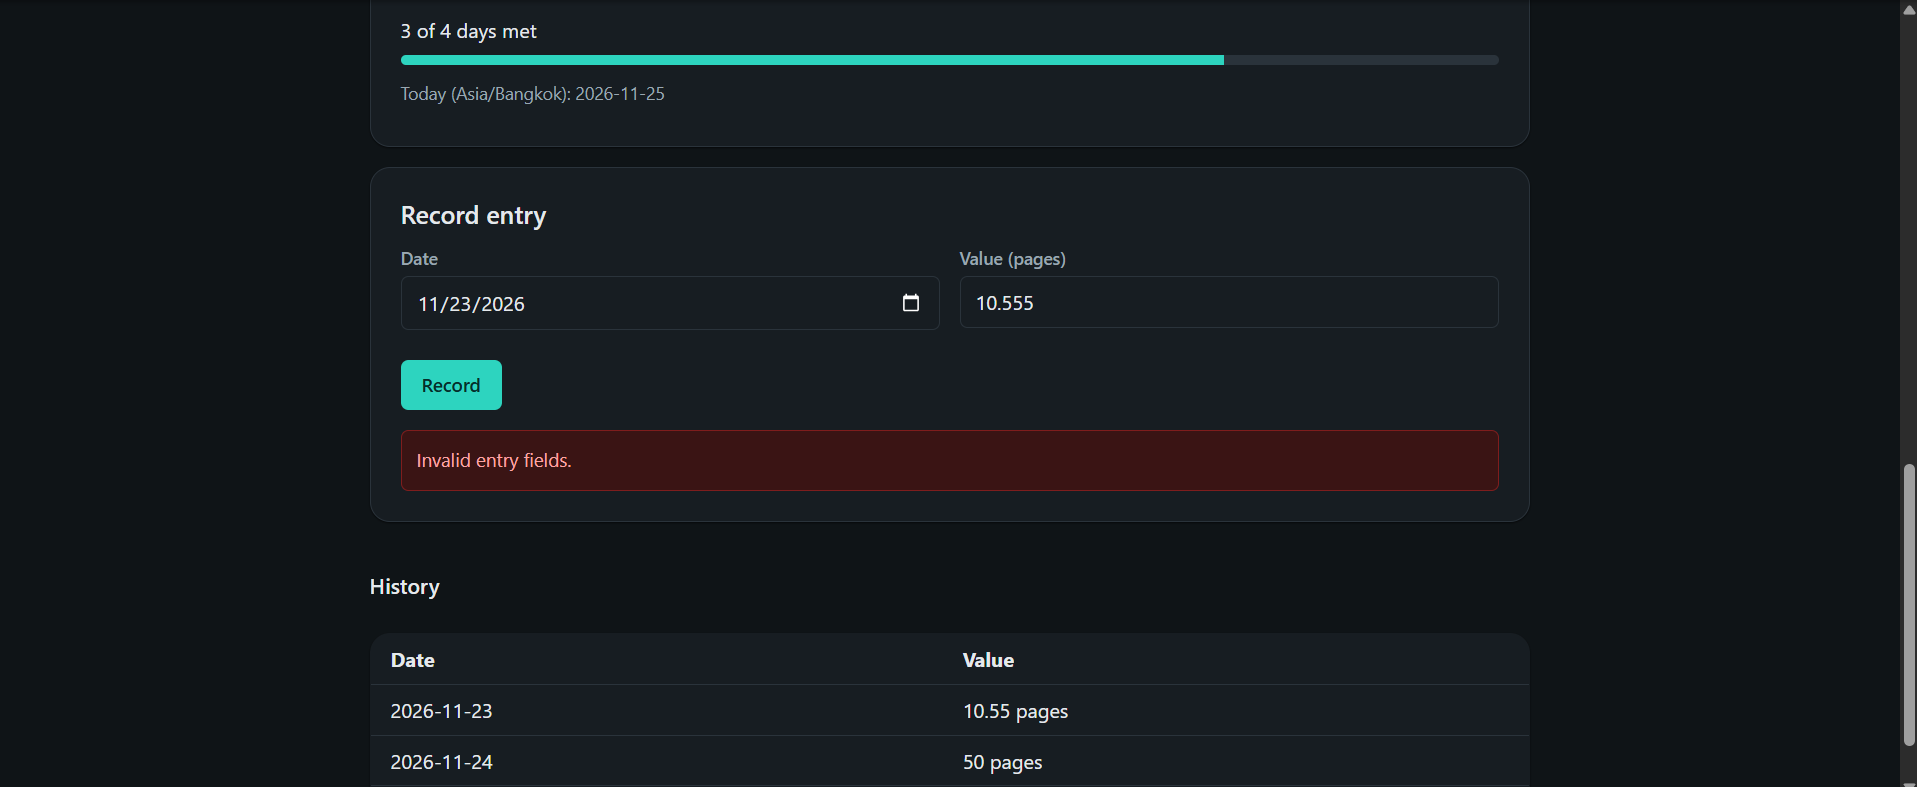 3 of 4 days met
Today (Asia/Bangkok): 2026-11-25
Record entry
Date
Value (pages)
11/23/2026
10.555
Record
Invalid entry fields.
History
Date Value
2026-11-23 10.55 pages
2026-11-24 50 pages